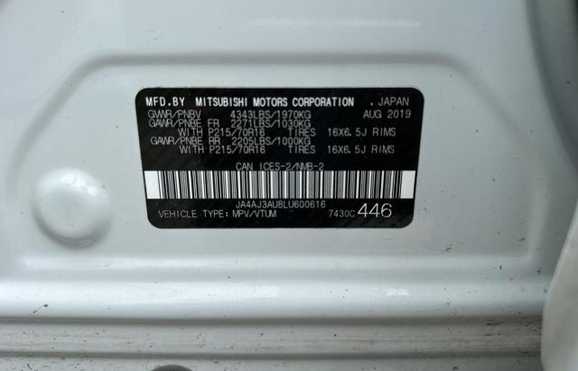 MFD.BY MITSUBISHI MOTORS CORPORATION . JAPAN
GVWR/PNBV 4343LBS/1970KG AUG 2019
GAWR/PNBE FR 2271LBS/1030KG
WITH P215/70R16 TIRES 16X6.5J RIMS
GAWR/PNBE RR 2205LBS/1000KG
WITH P215/70R16 TIRES 16X6.5J RIMS
CAN ICES-2/NMB-2
JA4AJ3AU8LU600616
VEHICLE TYPE: MPV/VTUM 7430C 446